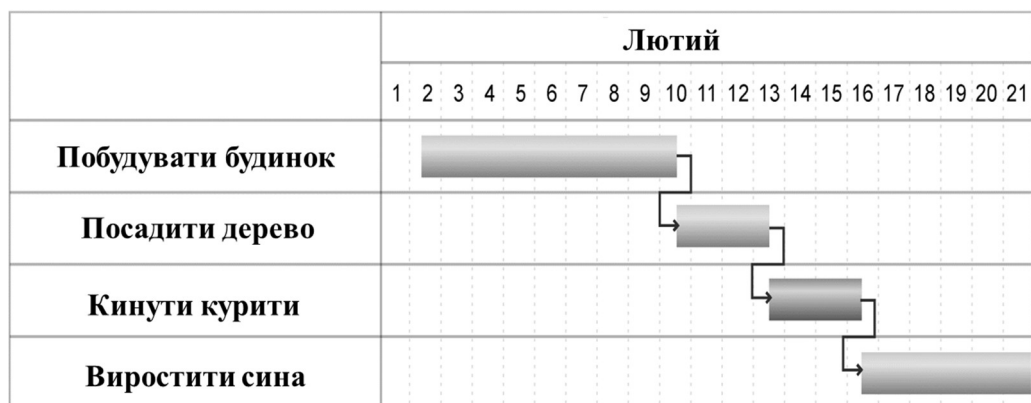 Лютий
1 2 3 4 5 6 7 8 9 10 11 12 13 14 15 16 17 18 19 20 21
Побудувати будинок
Посадити дерево
Кинути курити
Виростити сина